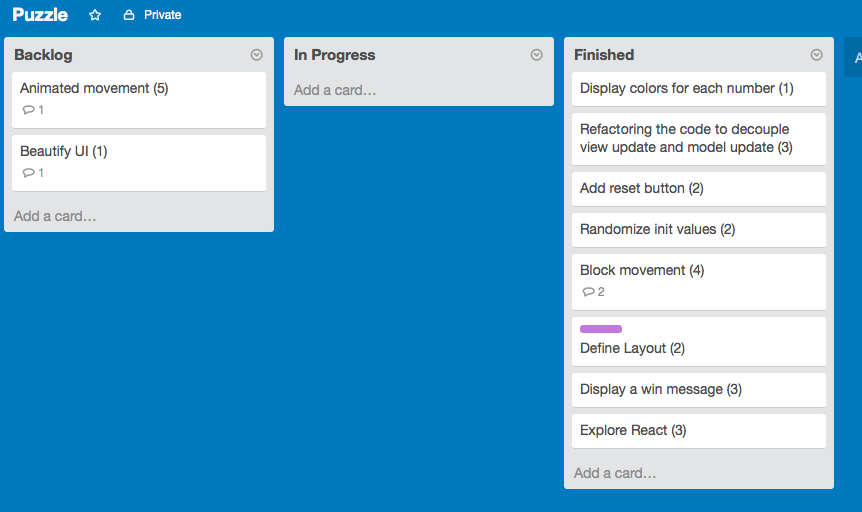 Puzzle Private
Backlog
Animated movement (5)
1
Beautify UI (1)
1
Add a card…
In Progress
Add a card…
Finished
Display colors for each number (1)
Refactoring the code to decouple
view update and model update (3)
Add reset button (2)
Randomize init values (2)
Block movement (4)
2
Define Layout (2)
Display a win message (3)
Explore React (3)
Add a card…